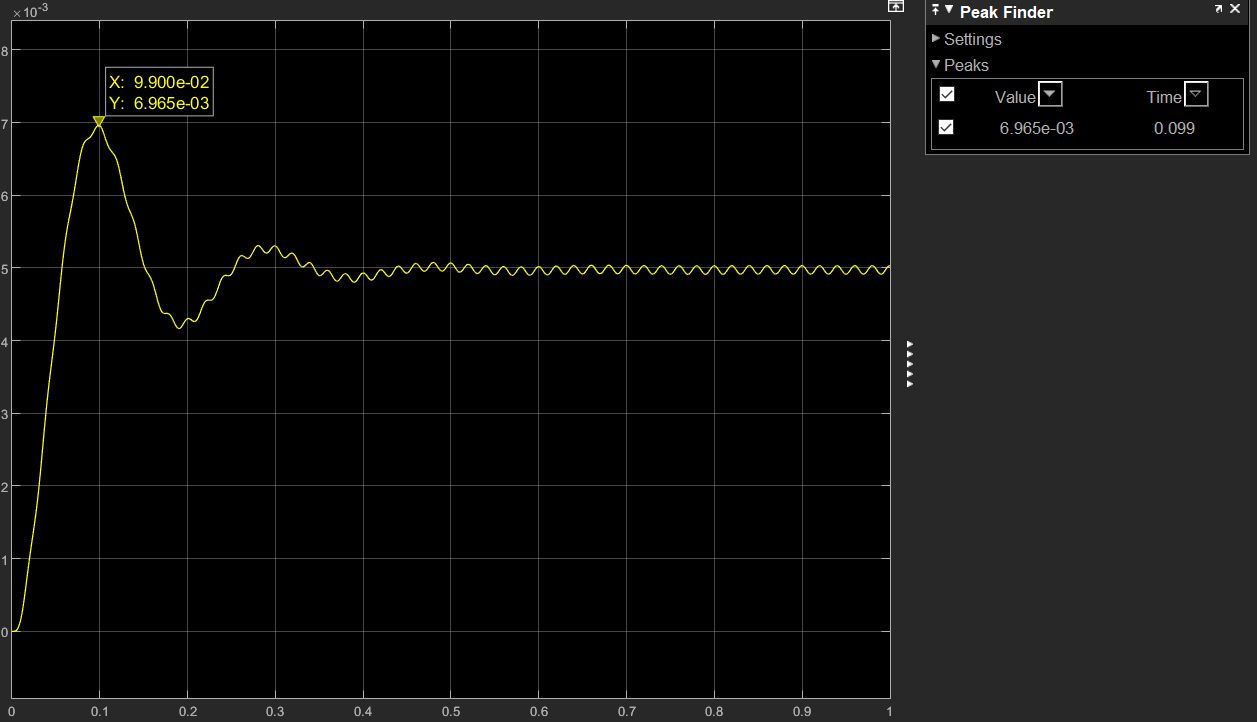 ×10⁻³
8
X: 9.900e-02
Y: 6.965e-03
7
6
5
4
3
2
1
0
0 0.1 0.2 0.3 0.4 0.5 0.6 0.7 0.8 0.9 1
Peak Finder
Settings
Peaks
Value Time
6.965e-03 0.099